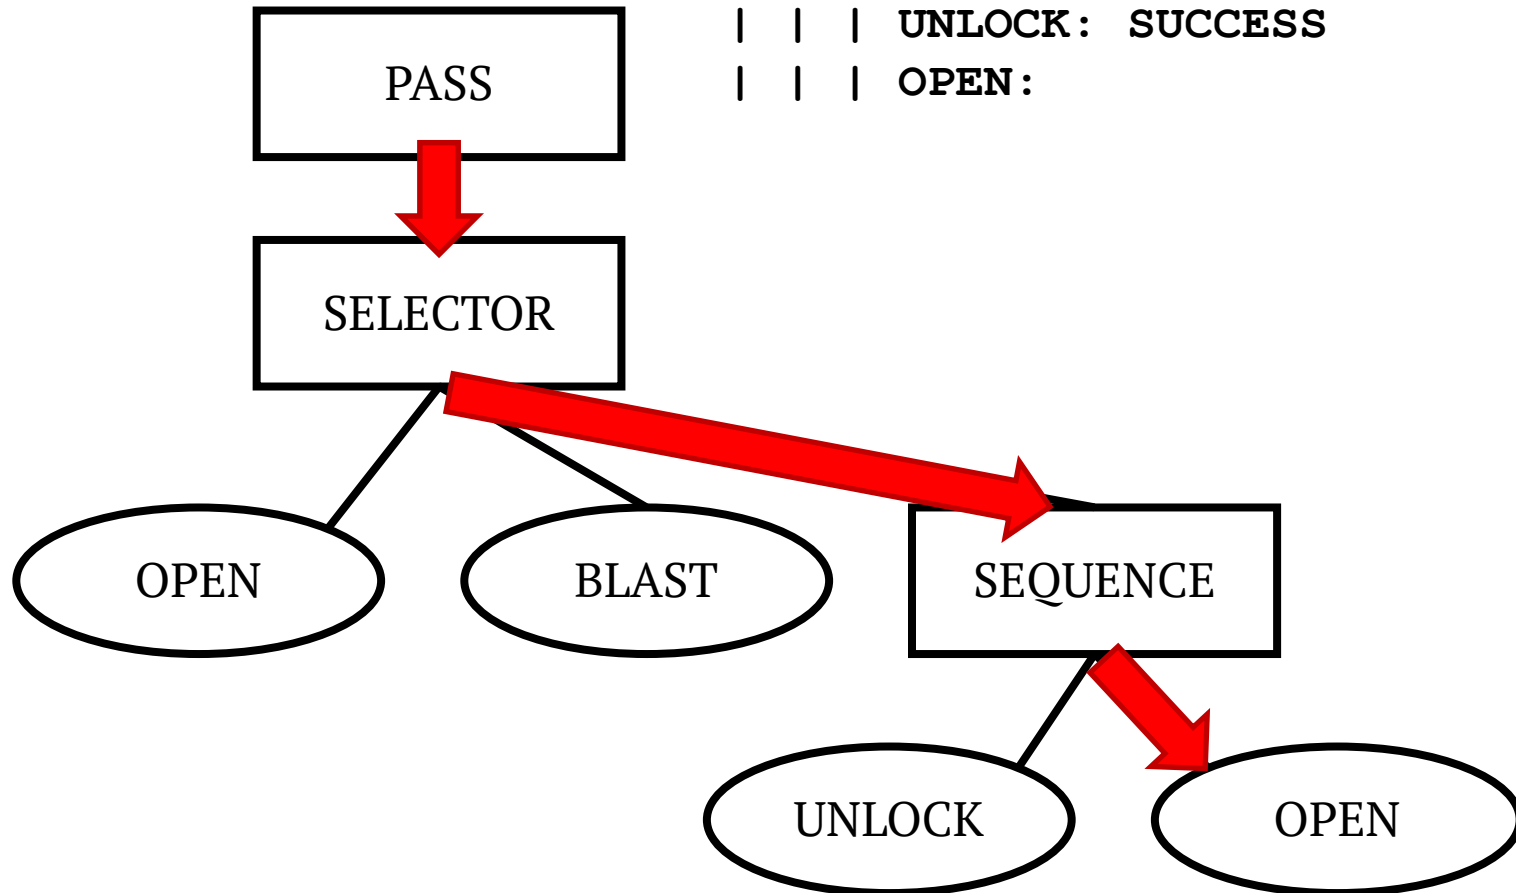 | | | UNLOCK: SUCCESS
| | | OPEN:
PASS
SELECTOR
OPEN
BLAST
SEQUENCE
UNLOCK
OPEN